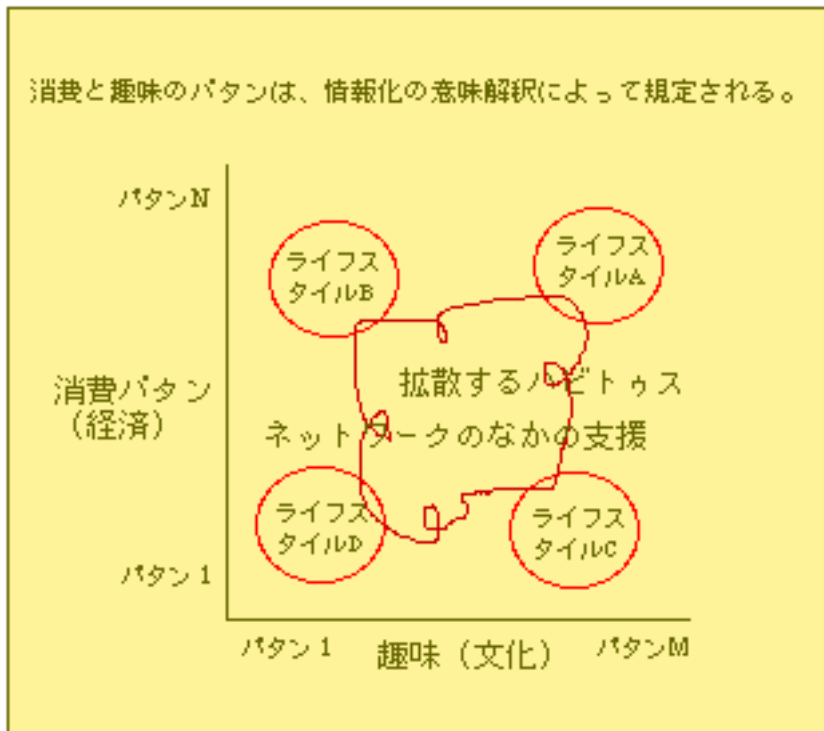 消費と趣味のパタンは、情報化の意味解釈によって規定される。
パタンN
ライフス
タイルB
ライフス
タイルA
消費パタン
（経済）
拡散するハビトゥス
ネットワークのなかの支援
ライフス
タイルD
ライフス
タイルC
パタン1
パタン1
趣味（文化）
パタンM